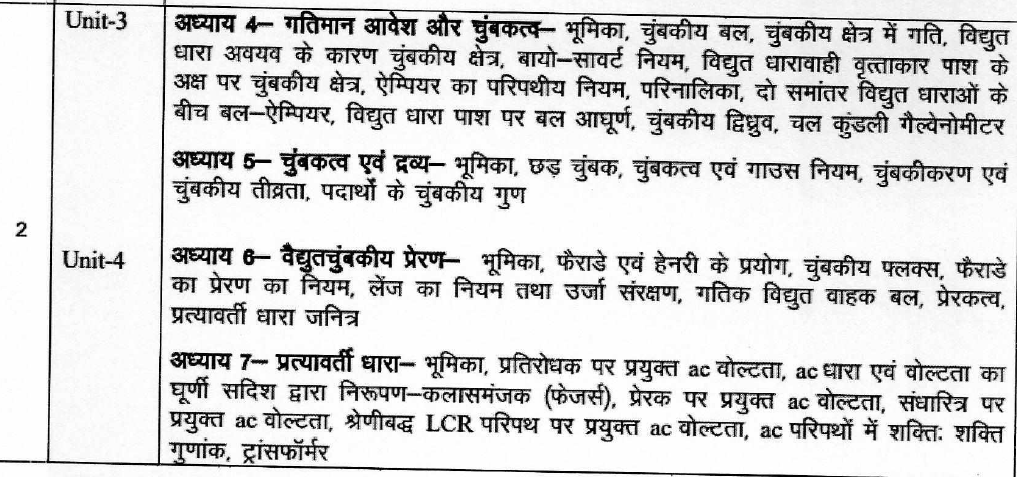 Unit-3
अध्याय 4– गतिमान आवेश और चुंबकत्व– भूमिका, चुंबकीय बल, चुंबकीय क्षेत्र में गति, विद्युत
धारा अवयव के कारण चुंबकीय क्षेत्र, बायो–सावर्ट नियम, विद्युत धारावाही वृत्ताकार पाश के
अक्ष पर चुंबकीय क्षेत्र, ऐम्पियर का परिपथीय नियम, परिनालिका, दो समांतर विद्युत धाराओं के
बीच बल–ऐम्पियर, विद्युत धारा पाश पर बल आघूर्ण, चुंबकीय द्विध्रुव, चल कुंडली गैल्वेनोमीटर
अध्याय 5– चुंबकत्व एवं द्रव्य– भूमिका, छड़ चुंबक, चुंबकत्व एवं गाउस नियम, चुंबकीकरण एवं
चुंबकीय तीव्रता, पदार्थो के चुंबकीय गुण
2
Unit-4
अध्याय 6– वैद्युतचुंबकीय प्रेरण– भूमिका, फैराडे एवं हेनरी के प्रयोग, चुंबकीय फ्लक्स, फैराडे
का प्रेरण का नियम, लेंज का नियम तथा उर्जा संरक्षण, गतिक विद्युत वाहक बल, प्रेरकत्व,
प्रत्यावर्ती धारा जनित्र
अध्याय 7– प्रत्यावर्ती धारा– भूमिका, प्रतिरोधक पर प्रयुक्त ac वोल्टता, ac धारा एवं वोल्टता का
घूर्णी सदिश द्वारा निरूपण–कलासमंजक (फेजर्स), प्रेरक पर प्रयुक्त ac वोल्टता, संधारित्र पर
प्रयुक्त ac वोल्टता, श्रेणीबद्ध LCR परिपथ पर प्रयुक्त ac वोल्टता, ac परिपथों में शक्तिः शक्ति
गुणांक, ट्रांसफॉर्मर